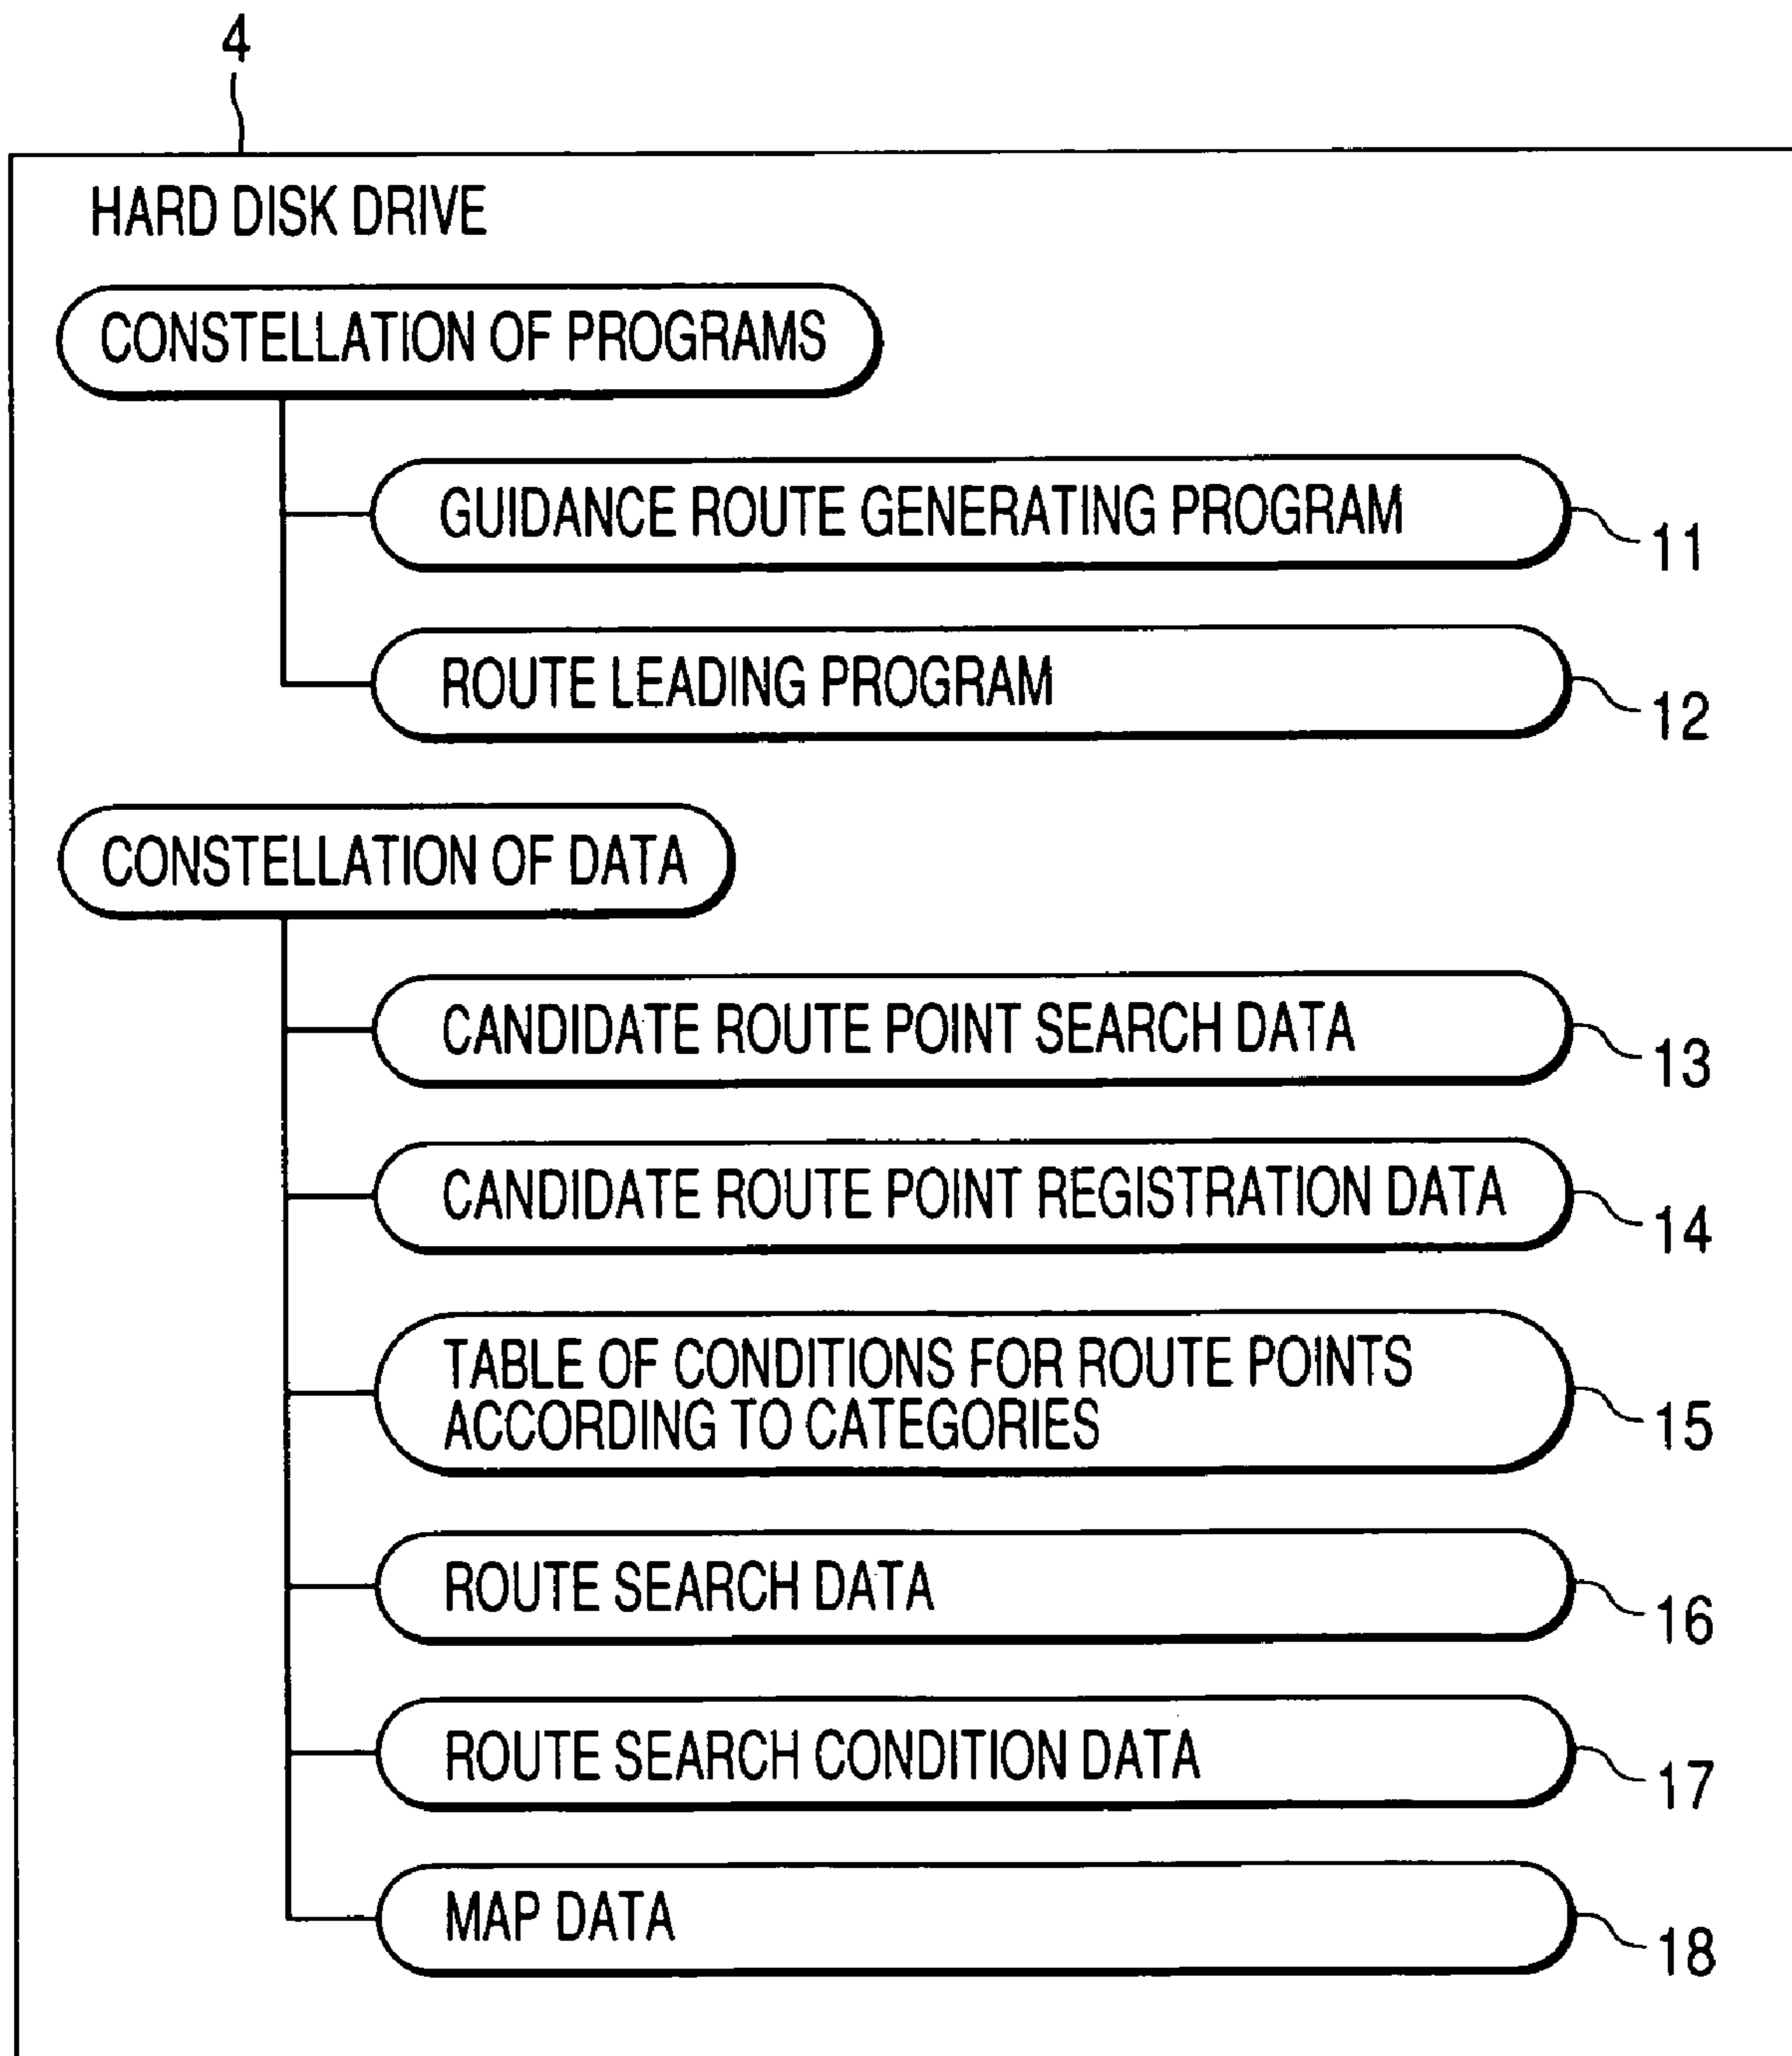 4
HARD DISK DRIVE
CONSTELLATION OF PROGRAMS
GUIDANCE ROUTE GENERATING PROGRAM
11
ROUTE LEADING PROGRAM
12
CONSTELLATION OF DATA
CANDIDATE ROUTE POINT SEARCH DATA
13
CANDIDATE ROUTE POINT REGISTRATION DATA
14
TABLE OF CONDITIONS FOR ROUTE POINTS
ACCORDING TO CATEGORIES
15
ROUTE SEARCH DATA
16
ROUTE SEARCH CONDITION DATA
17
MAP DATA
18